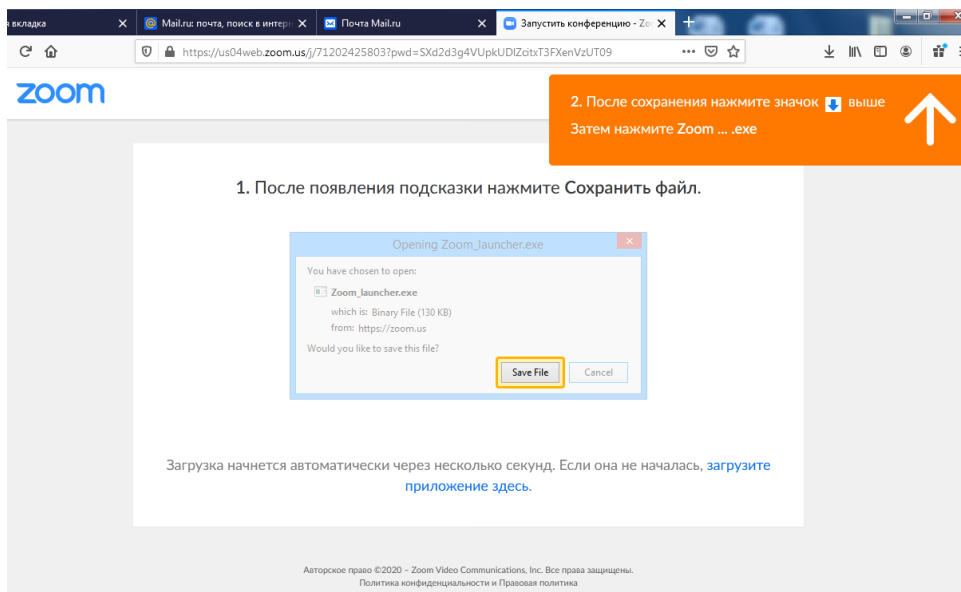 вкладка
Mail.ru: почта, поиск в интерн
Почта Mail.ru
Запустить конференцию - Zo
https://us04web.zoom.us/j/71202425803?pwd=SXd2d3g4VUpkUDlZcitxT3FXenVzUT09
zoom
2. После сохранения нажмите значок выше
Затем нажмите Zoom ... .exe
1. После появления подсказки нажмите Сохранить файл.
Opening Zoom_launcher.exe
You have chosen to open:
Zoom_launcher.exe
which is: Binary File (130 KB)
from: https://zoom.us
Would you like to save this file?
Save File
Cancel
Загрузка начнется автоматически через несколько секунд. Если она не началась, загрузите
приложение здесь.
Авторское право ©2020 – Zoom Video Communications, Inc. Все права защищены.
Политика конфиденциальности и Правовая политика